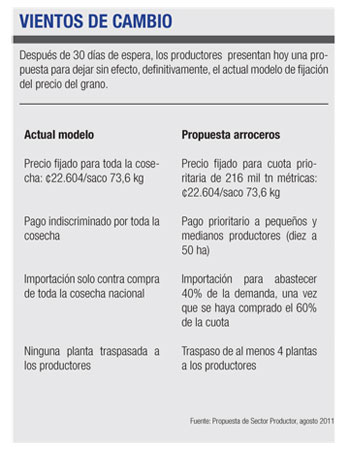 VIENTOS DE CAMBIO
Después de 30 días de espera, los productores presentan hoy una pro-
puesta para dejar sin efecto, definitivamente, el actual modelo de fijación
del precio del grano.
Actual modelo
Precio fijado para toda la cose-
cha: ¢22.604/saco 73,6 kg
Pago indiscriminado por toda la
cosecha
Importación solo contra compra
de toda la cosecha nacional
Ninguna planta traspasada a
los productores
Propuesta arroceros
Precio fijado para cuota prio-
ritaria de 216 mil tn métricas:
¢22.604/saco 73,6 kg
Pago prioritario a pequeños y
medianos productores (diez a
50 ha)
Importación para abastecer
40% de la demanda, una vez
que se haya comprado el 60%
de la cuota
Traspaso de al menos 4 plantas
a los productores
Fuente: Propuesta de Sector Productor, agosto 2011